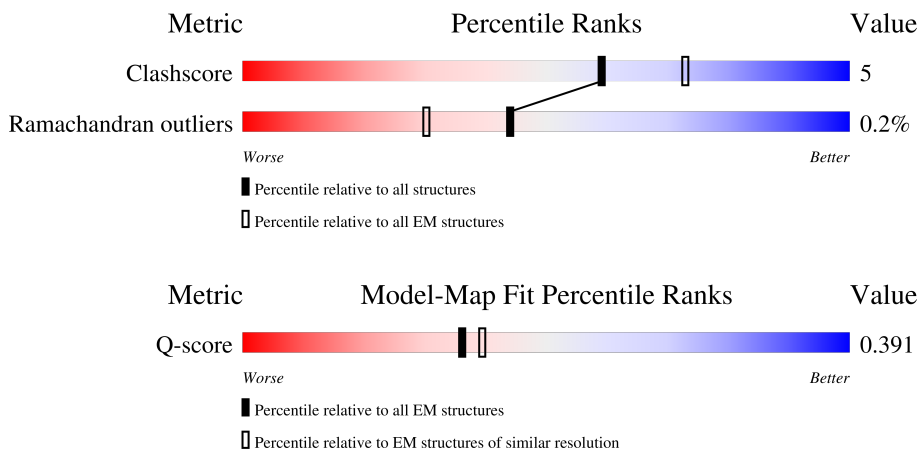 Metric Percentile Ranks Value
Clashscore 5
Ramachandran outliers 0.2%
Worse Better
Percentile relative to all structures
Percentile relative to all EM structures
Metric Model-Map Fit Percentile Ranks Value
Q-score 0.391
Worse Better
Percentile relative to all EM structures
Percentile relative to EM structures of similar resolution